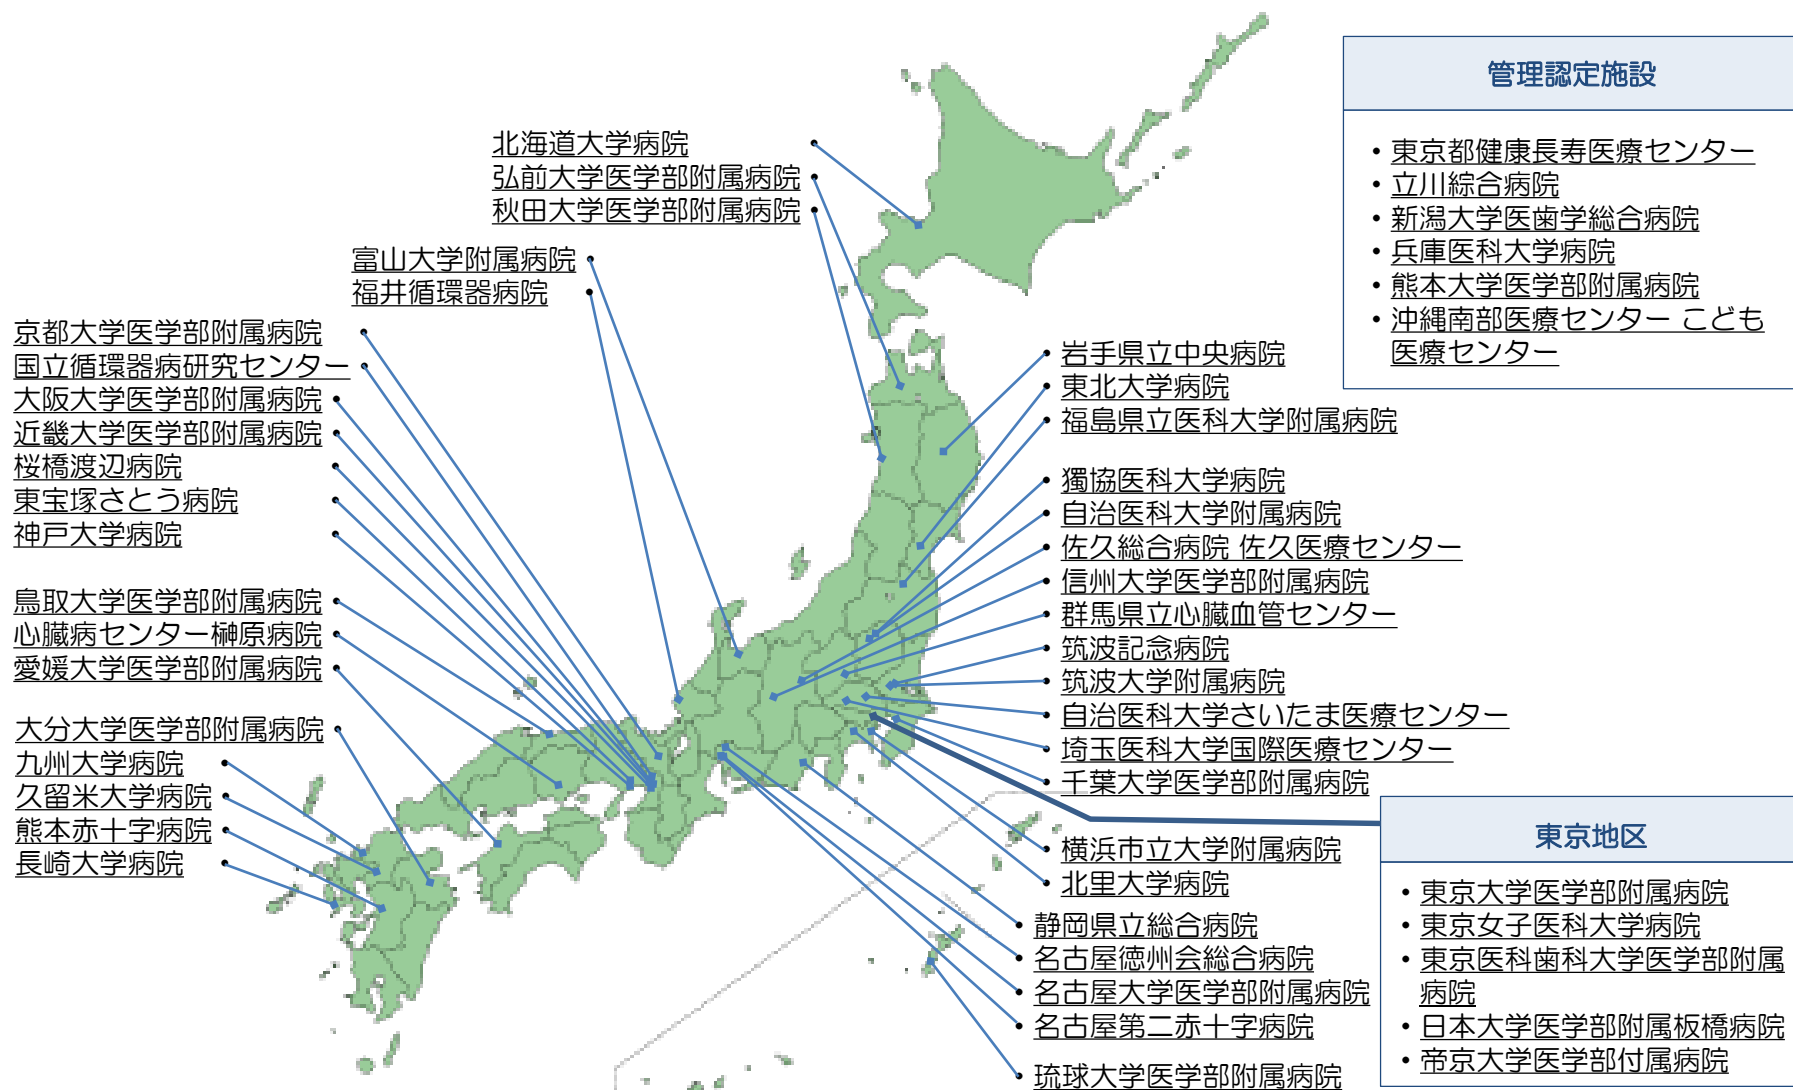 北海道大学病院
弘前大学医学部附属病院
秋田大学医学部附属病院
富山大学附属病院
福井循環器病院
京都大学医学部附属病院
国立循環器病研究センター
大阪大学医学部附属病院
近畿大学医学部附属病院
桜橋渡辺病院
東宝塚さとう病院
神戸大学病院
鳥取大学医学部附属病院
心臓病センター榊原病院
愛媛大学医学部附属病院
大分大学医学部附属病院
九州大学病院
久留米大学病院
熊本赤十字病院
長崎大学病院
管理認定施設
• 東京都健康長寿医療センター
• 立川綜合病院
• 新潟大学医歯学総合病院
• 兵庫医科大学病院
• 熊本大学医学部附属病院
• 沖縄南部医療センター こども
医療センター
岩手県立中央病院
東北大学病院
福島県立医科大学附属病院
獨協医科大学病院
自治医科大学附属病院
佐久総合病院 佐久医療センター
信州大学医学部附属病院
群馬県立心臓血管センター
筑波記念病院
筑波大学附属病院
自治医科大学さいたま医療センター
埼玉医科大学国際医療センター
千葉大学医学部附属病院
横浜市立大学附属病院
北里大学病院
静岡県立総合病院
名古屋徳州会総合病院
名古屋大学医学部附属病院
名古屋第二赤十字病院
琉球大学医学部附属病院
東京地区
• 東京大学医学部附属病院
• 東京女子医科大学病院
• 東京医科歯科大学医学部附属
病院
• 日本大学医学部附属板橋病院
• 帝京大学医学部付属病院